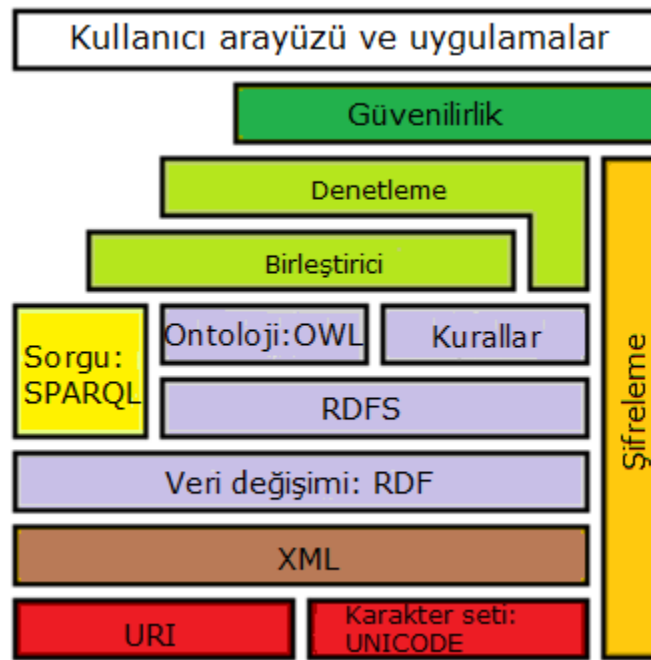 Kullanıcı arayüzü ve uygulamalar
Güvenilirlik
Denetleme
Birleştirici
Sorgu:
SPARQL
Ontoloji:OWL
Kurallar
RDFS
Şifreleme
Veri değişimi: RDF
XML
URI
Karakter seti:
UNICODE